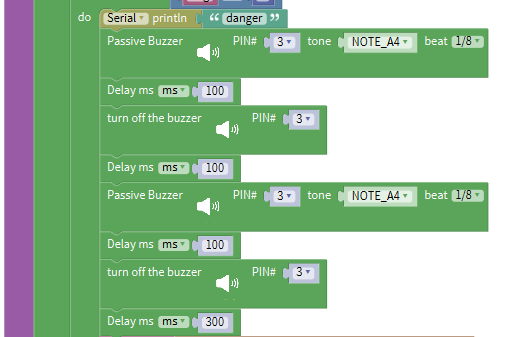 do Serial println “ danger ”
Passive Buzzer PIN# 3 tone NOTE_A4 beat 1/8
Delay ms ms 100
turn off the buzzer PIN# 3
Delay ms ms 100
Passive Buzzer PIN# 3 tone NOTE_A4 beat 1/8
Delay ms ms 100
turn off the buzzer PIN# 3
Delay ms ms 300